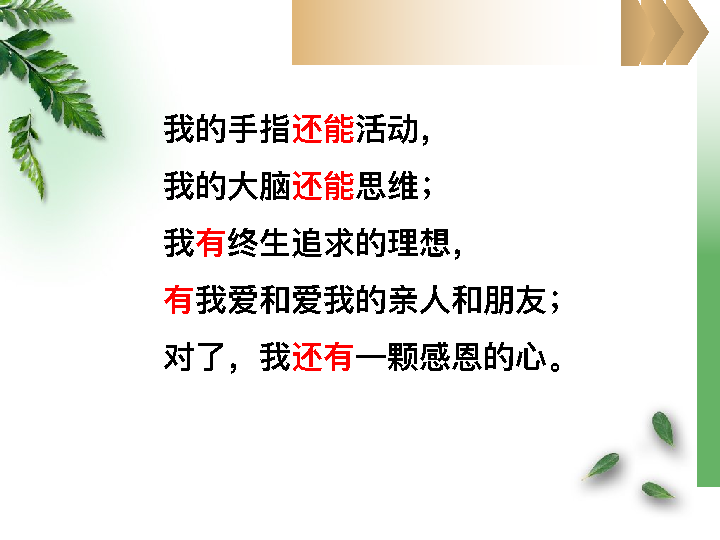 我的手指还能活动，
我的大脑还能思维；
我有终生追求的理想，
有我爱和爱我的亲人和朋友；
对了，我还有一颗感恩的心。